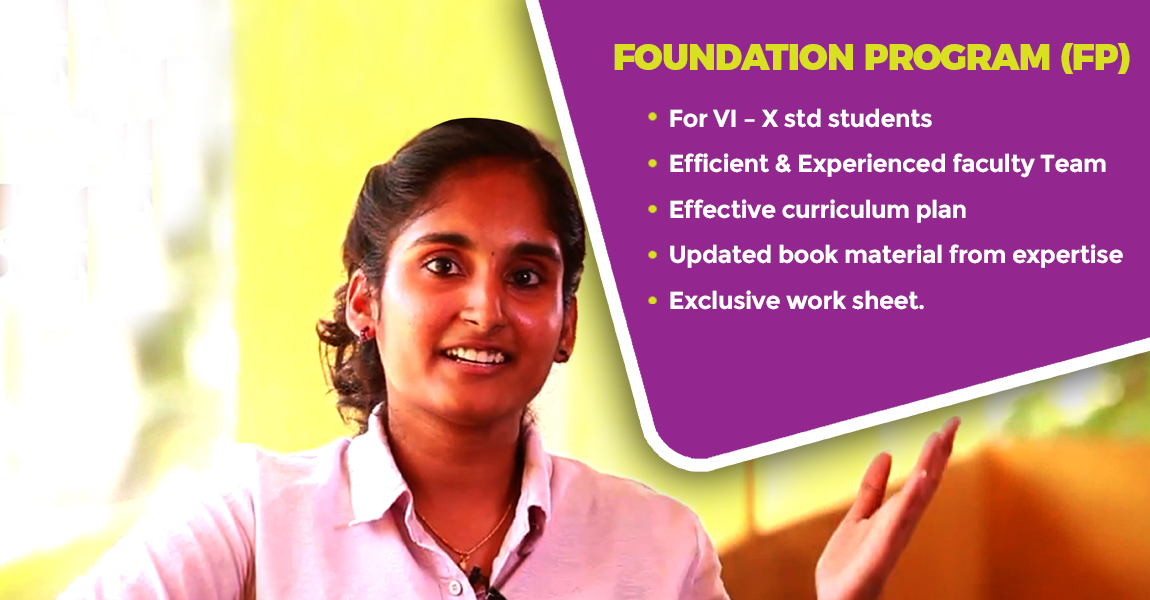 FOUNDATION PROGRAM (FP)
• For VI – X std students
• Efficient & Experienced faculty Team
• Effective curriculum plan
• Updated book material from expertise
• Exclusive work sheet.